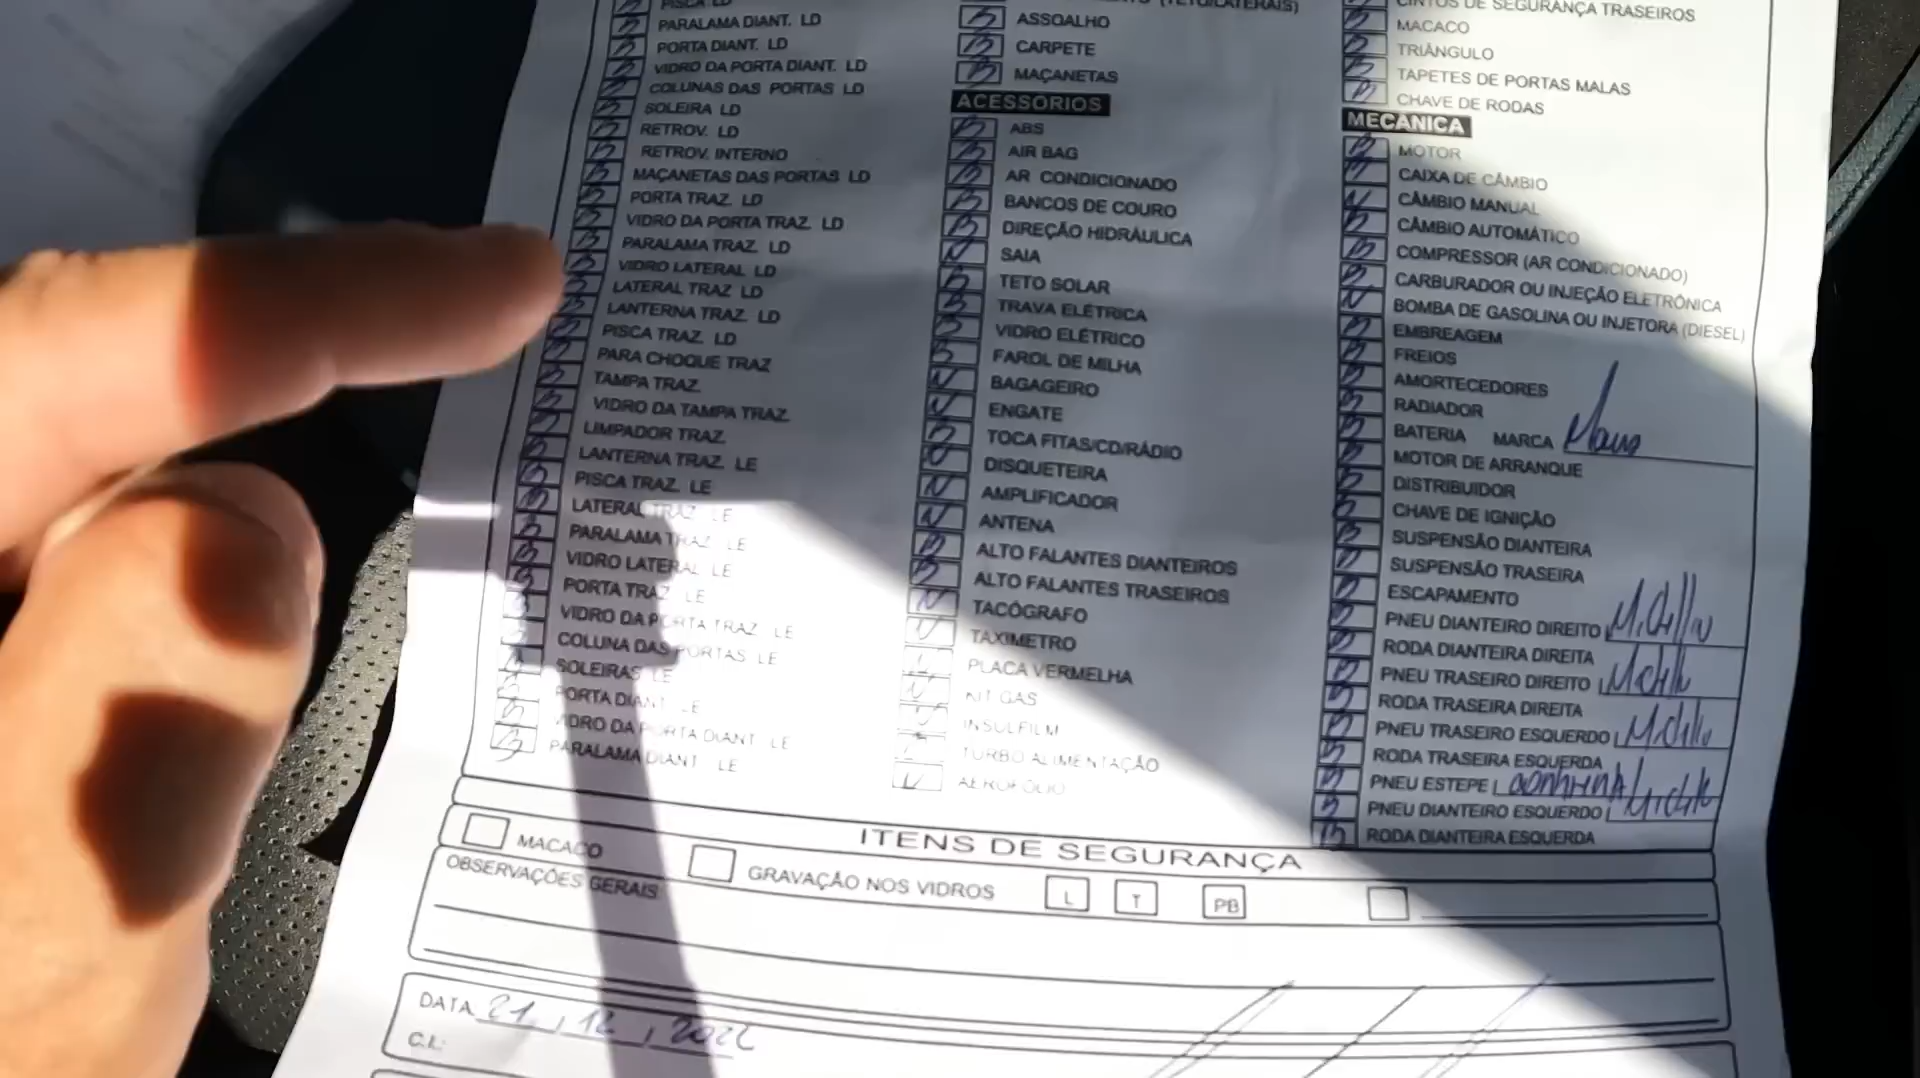 PISCA LD
PARALAMA DIANT. LD
PORTA DIANT. LD
VIDRO DA PORTA DIANT. LD
COLUNAS DAS PORTAS LD
SOLEIRA LD
RETROV. LD
RETROV. INTERNO
MAÇANETAS DAS PORTAS LD
PORTA TRAZ. LD
VIDRO DA PORTA TRAZ. LD
PARALAMA TRAZ. LD
VIDRO LATERAL LD
LATERAL TRAZ LD
LANTERNA TRAZ. LD
PISCA TRAZ. LD
PARA CHOQUE TRAZ
TAMPA TRAZ.
VIDRO DA TAMPA TRAZ.
LIMPADOR TRAZ.
LANTERNA TRAZ. LE
PISCA TRAZ. LE
LATERAL TRAZ. LE
PARALAMA TRAZ. LE
VIDRO LATERAL LE
PORTA TRAZ. LE
VIDRO DA PORTA TRAZ. LE
COLUNA DAS PORTAS LE
SOLEIRAS LE
PORTA DIANT. LE
VIDRO DA PORTA DIANT. LE
PARALAMA DIANT. LE
(TETO/LATERAIS)
ASSOALHO
CARPETE
MAÇANETAS
ACESSÓRIOS
ABS
AIR BAG
AR CONDICIONADO
BANCOS DE COURO
DIREÇÃO HIDRÁULICA
SAIA
TETO SOLAR
TRAVA ELÉTRICA
VIDRO ELÉTRICO
FAROL DE MILHA
BAGAGEIRO
ENGATE
TOCA FITAS/CD/RÁDIO
DISQUETEIRA
AMPLIFICADOR
ANTENA
ALTO FALANTES DIANTEIROS
ALTO FALANTES TRASEIROS
TACÓGRAFO
TAXIMETRO
PLACA VERMELHA
KIT GAS
INSULFILM
TURBO ALIMENTAÇÃO
AEROFÓLIO
CINTOS DE SEGURANÇA TRASEIROS
MACACO
TRIÂNGULO
TAPETES DE PORTAS MALAS
CHAVE DE RODAS
MECÂNICA
MOTOR
CAIXA DE CÂMBIO
CÂMBIO MANUAL
CÂMBIO AUTOMÁTICO
COMPRESSOR (AR CONDICIONADO)
CARBURADOR OU INJEÇÃO ELETRÔNICA
BOMBA DE GASOLINA OU INJETORA (DIESEL)
EMBREAGEM
FREIOS
AMORTECEDORES
RADIADOR
BATERIA MARCA Moura
MOTOR DE ARRANQUE
DISTRIBUIDOR
CHAVE DE IGNIÇÃO
SUSPENSÃO DIANTEIRA
SUSPENSÃO TRASEIRA
ESCAPAMENTO
PNEU DIANTEIRO DIREITO
RODA DIANTEIRA DIREITA
PNEU TRASEIRO DIREITO
RODA TRASEIRA DIREITA
PNEU TRASEIRO ESQUERDO
RODA TRASEIRA ESQUERDA
PNEU ESTEPE
PNEU DIANTEIRO ESQUERDO
RODA DIANTEIRA ESQUERDA
ITENS DE SEGURANÇA
MACACO GRAVAÇÃO NOS VIDROS L T PB
OBSERVAÇÕES GERAIS
DATA 21, 12, 2022
C.I.: